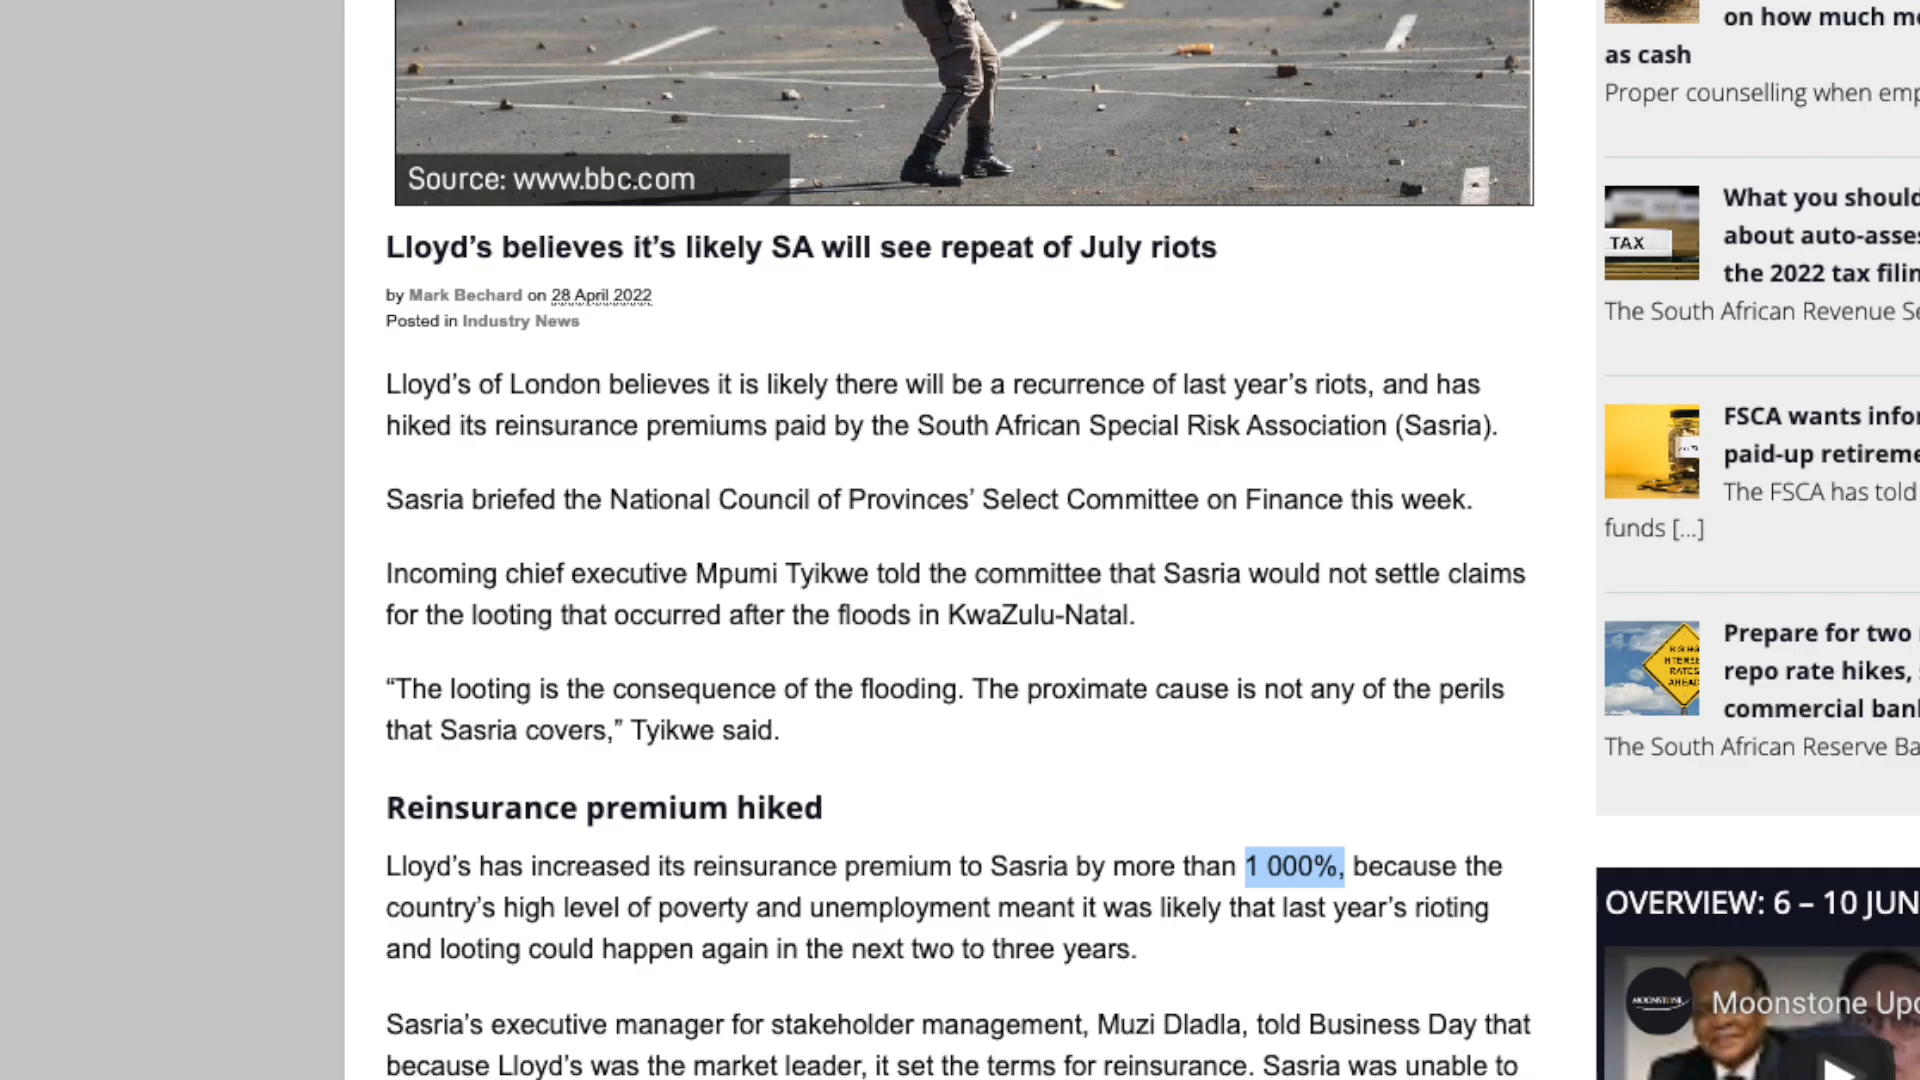 Source: www.bbc.com
Lloyd’s believes it’s likely SA will see repeat of July riots
by Mark Bechard on 28 April 2022
Posted in Industry News
Lloyd’s of London believes it is likely there will be a recurrence of last year’s riots, and has
hiked its reinsurance premiums paid by the South African Special Risk Association (Sasria).
Sasria briefed the National Council of Provinces’ Select Committee on Finance this week.
Incoming chief executive Mpumi Tyikwe told the committee that Sasria would not settle claims
for the looting that occurred after the floods in KwaZulu-Natal.
“The looting is the consequence of the flooding. The proximate cause is not any of the perils
that Sasria covers,” Tyikwe said.
Reinsurance premium hiked
Lloyd’s has increased its reinsurance premium to Sasria by more than 1 000%, because the
country’s high level of poverty and unemployment meant it was likely that last year’s rioting
and looting could happen again in the next two to three years.
Sasria’s executive manager for stakeholder management, Muzi Dladla, told Business Day that
because Lloyd’s was the market leader, it set the terms for reinsurance. Sasria was unable to
on how much
as cash
Proper counselling when
TAX
What you should
about
the 2022 tax
The South African Revenue
FSCA wants
paid-up
The FSCA has told
funds [...]
RATES
AHEAD
Prepare for two
repo rate hikes,
commercial
The South African Reserve
OVERVIEW: 6 – 10 JUN
MOONSTONE
Moonstone